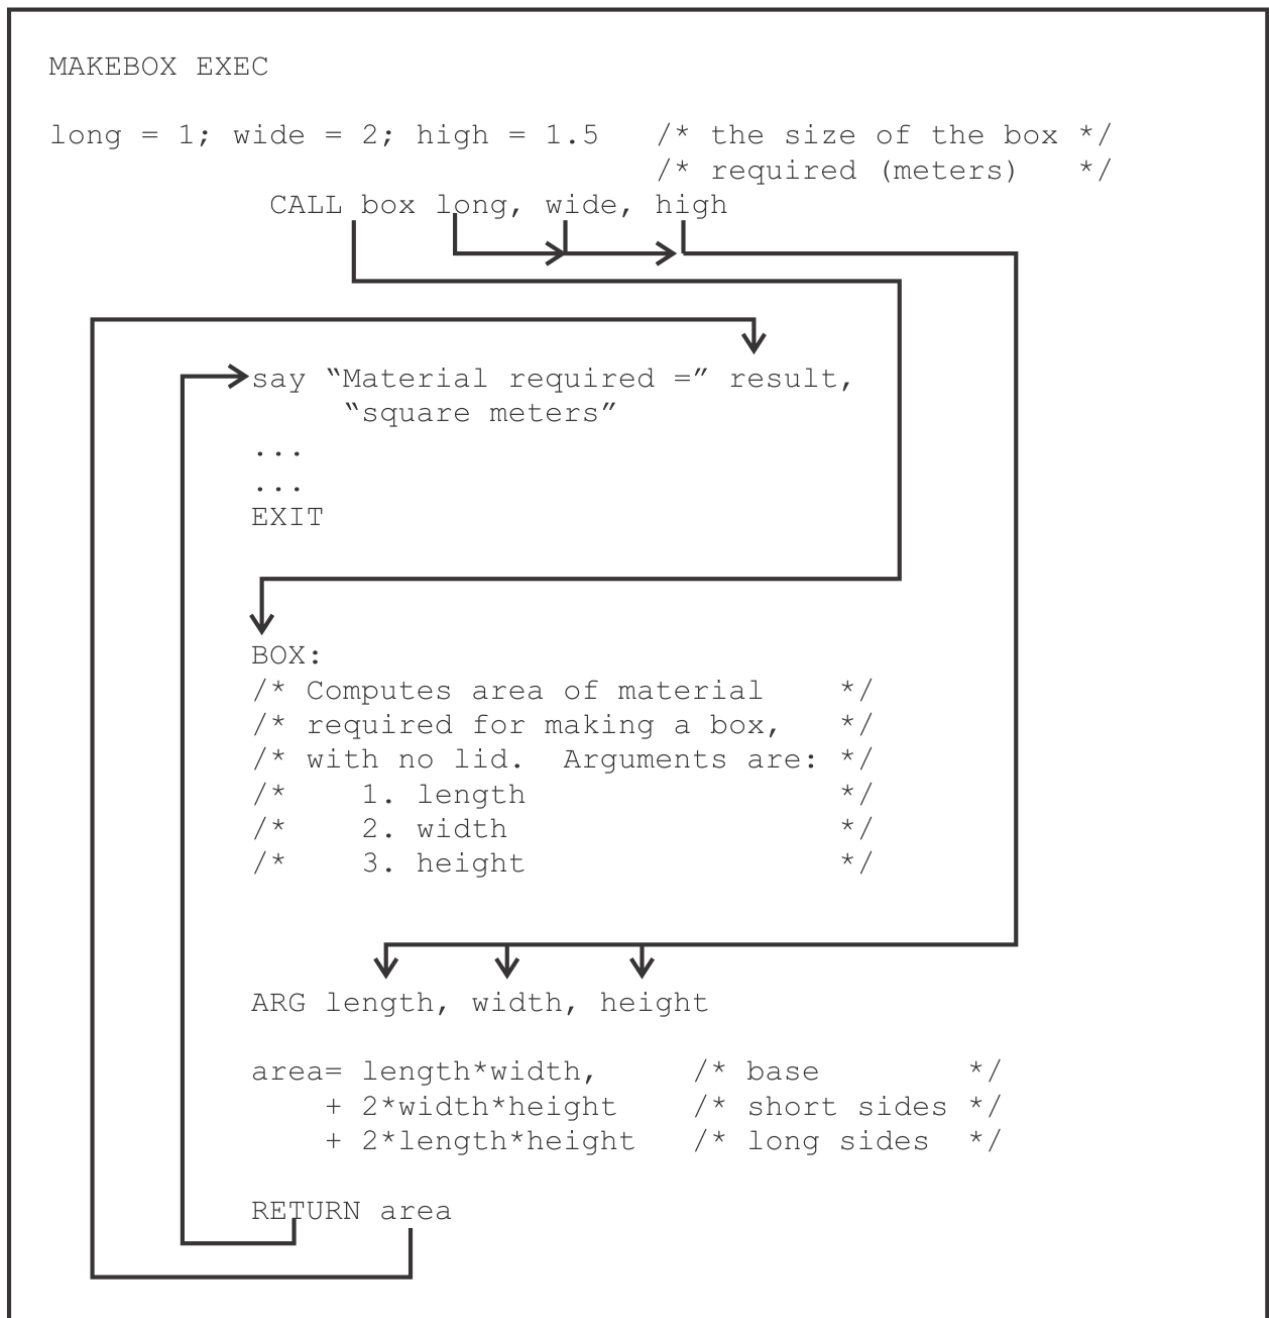 MAKEBOX EXEC
long = 1; wide = 2; high = 1.5   /* the size of the box */
/* required (meters)   */
CALL box long, wide, high
say “Material required =” result,
“square meters”
...
...
EXIT
BOX:
/* Computes area of material    */
/* required for making a box,   */
/* with no lid.  Arguments are: */
/*    1. length                 */
/*    2. width                  */
/*    3. height                 */
ARG length, width, height
area= length*width,     /* base        */
+ 2*width*height    /* short sides */
+ 2*length*height   /* long sides  */
RETURN area